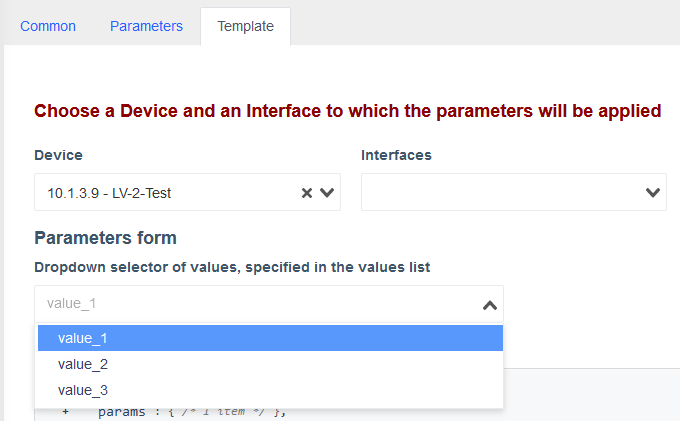 Common Parameters Template
Choose a Device and an Interface to which the parameters will be applied
Device Interfaces
10.1.3.9 - LV-2-Test
Parameters form
Dropdown selector of values, specified in the values list
value_1
value_1
value_2
value_3
+ params : { /* 1 item */ },